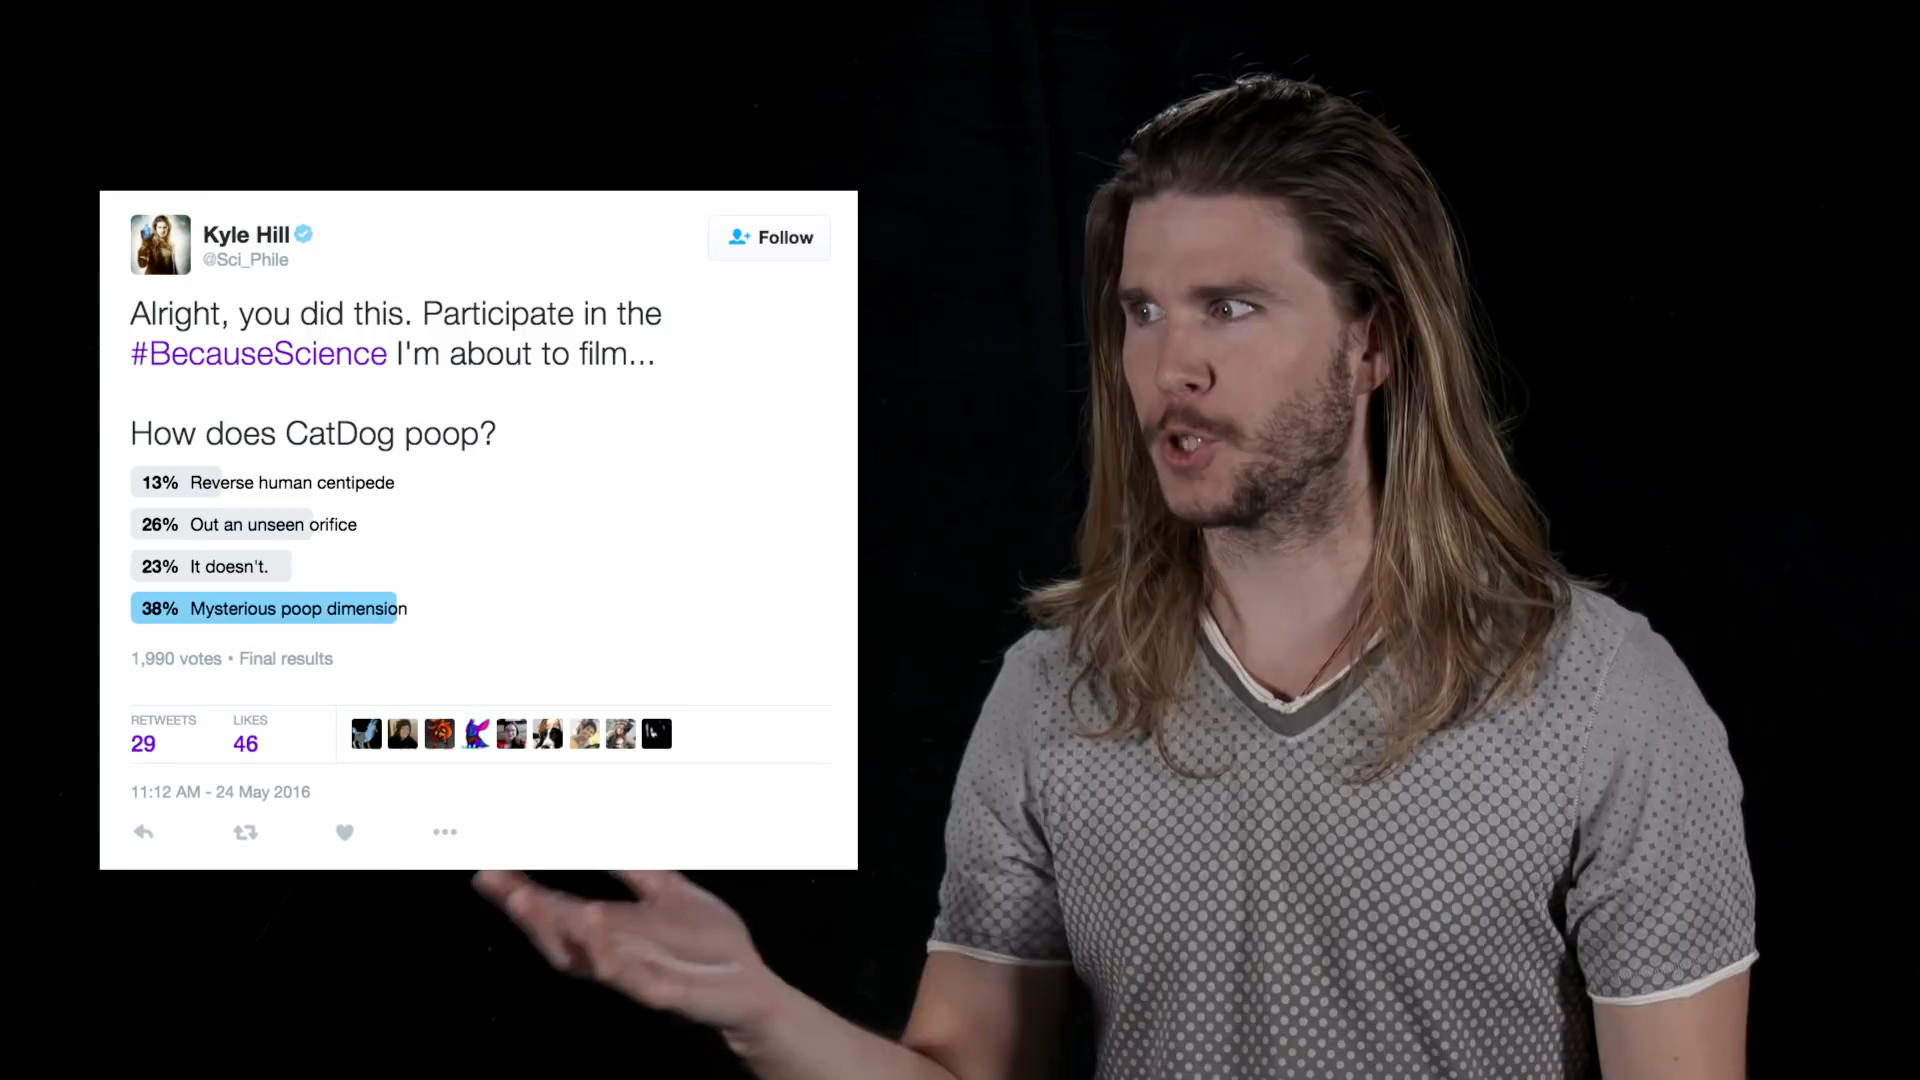 Kyle Hill
@Sci_Phile
Follow
Alright, you did this. Participate in the
#BecauseScience I'm about to film...
How does CatDog poop?
13% Reverse human centipede
26% Out an unseen orifice
23% It doesn't.
38% Mysterious poop dimension
1,990 votes • Final results
RETWEETS LIKES
29 46
11:12 AM - 24 May 2016